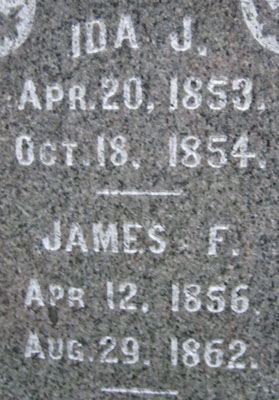 IDA J.
APR. 20, 1853.
OCT. 18, 1854.
JAMES F.
APR 12, 1856.
AUG. 29. 1862.